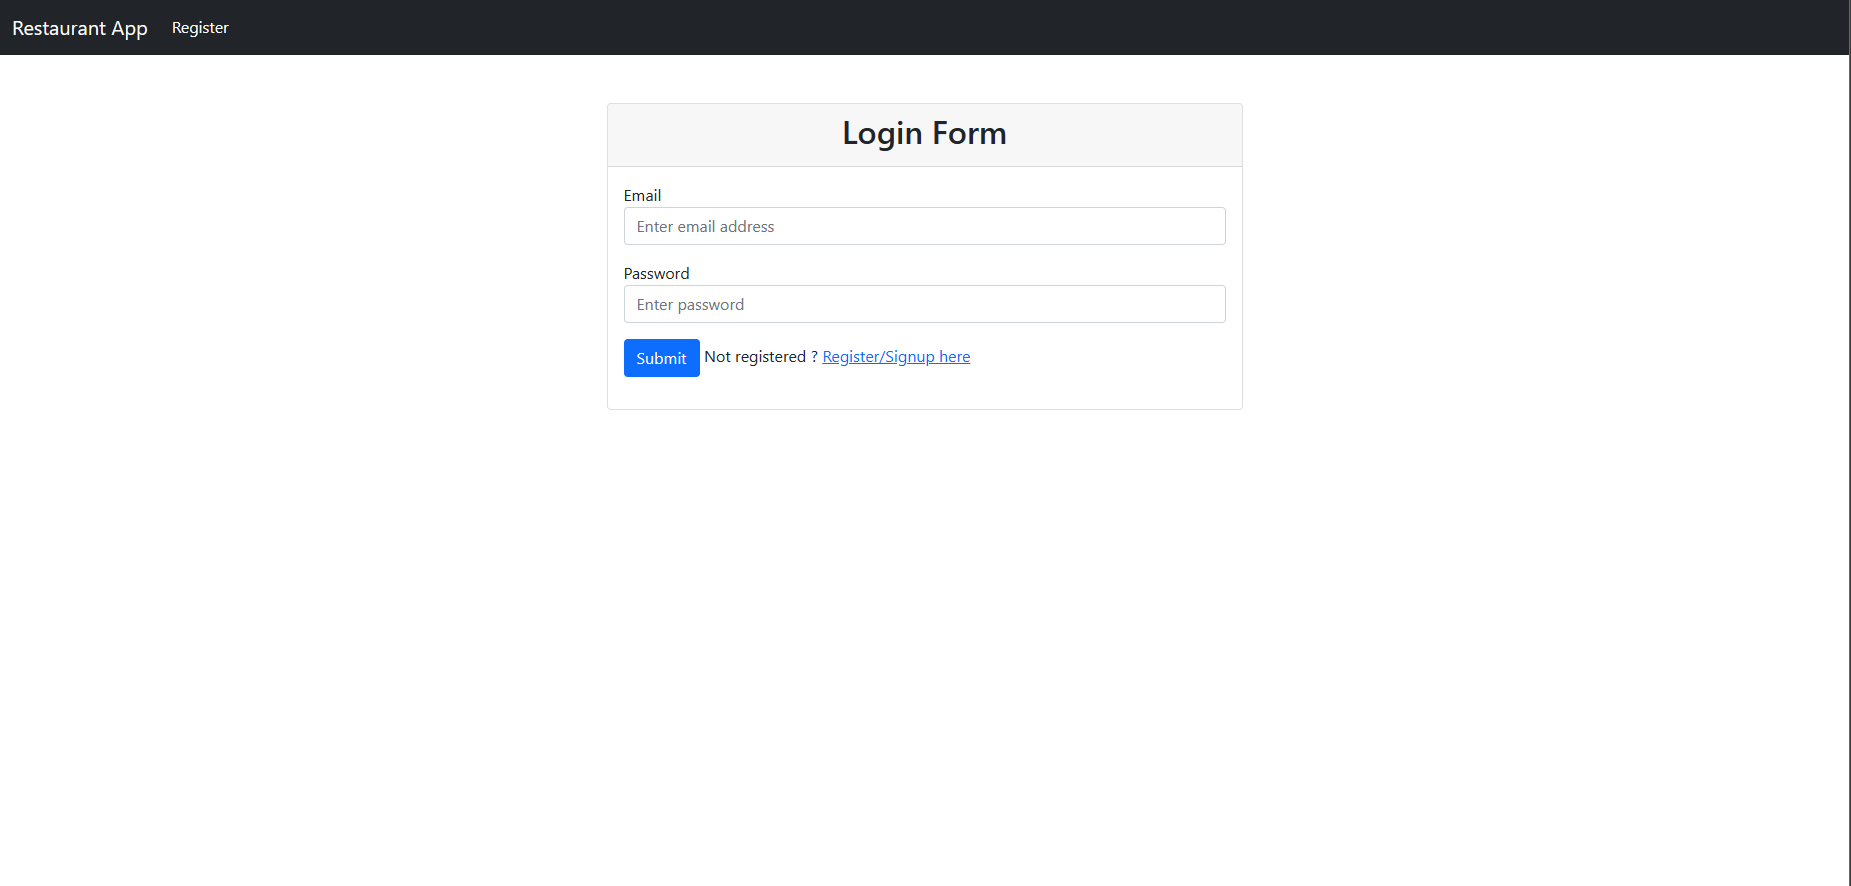 Restaurant App Register
Login Form
Email
Enter email address
Password
Enter password
Submit Not registered ? Register/Signup here